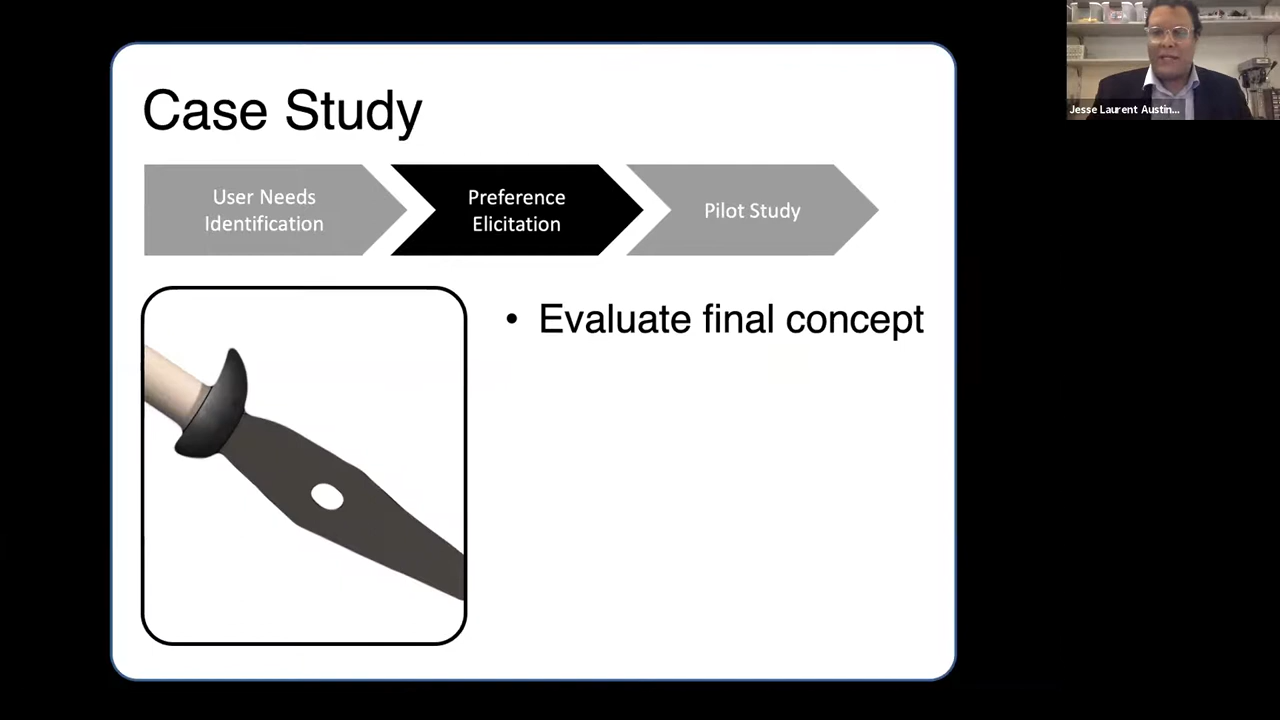 Case Study
User Needs
Identification
Preference
Elicitation
Pilot Study
• Evaluate final concept
Jesse Laurent Austin...